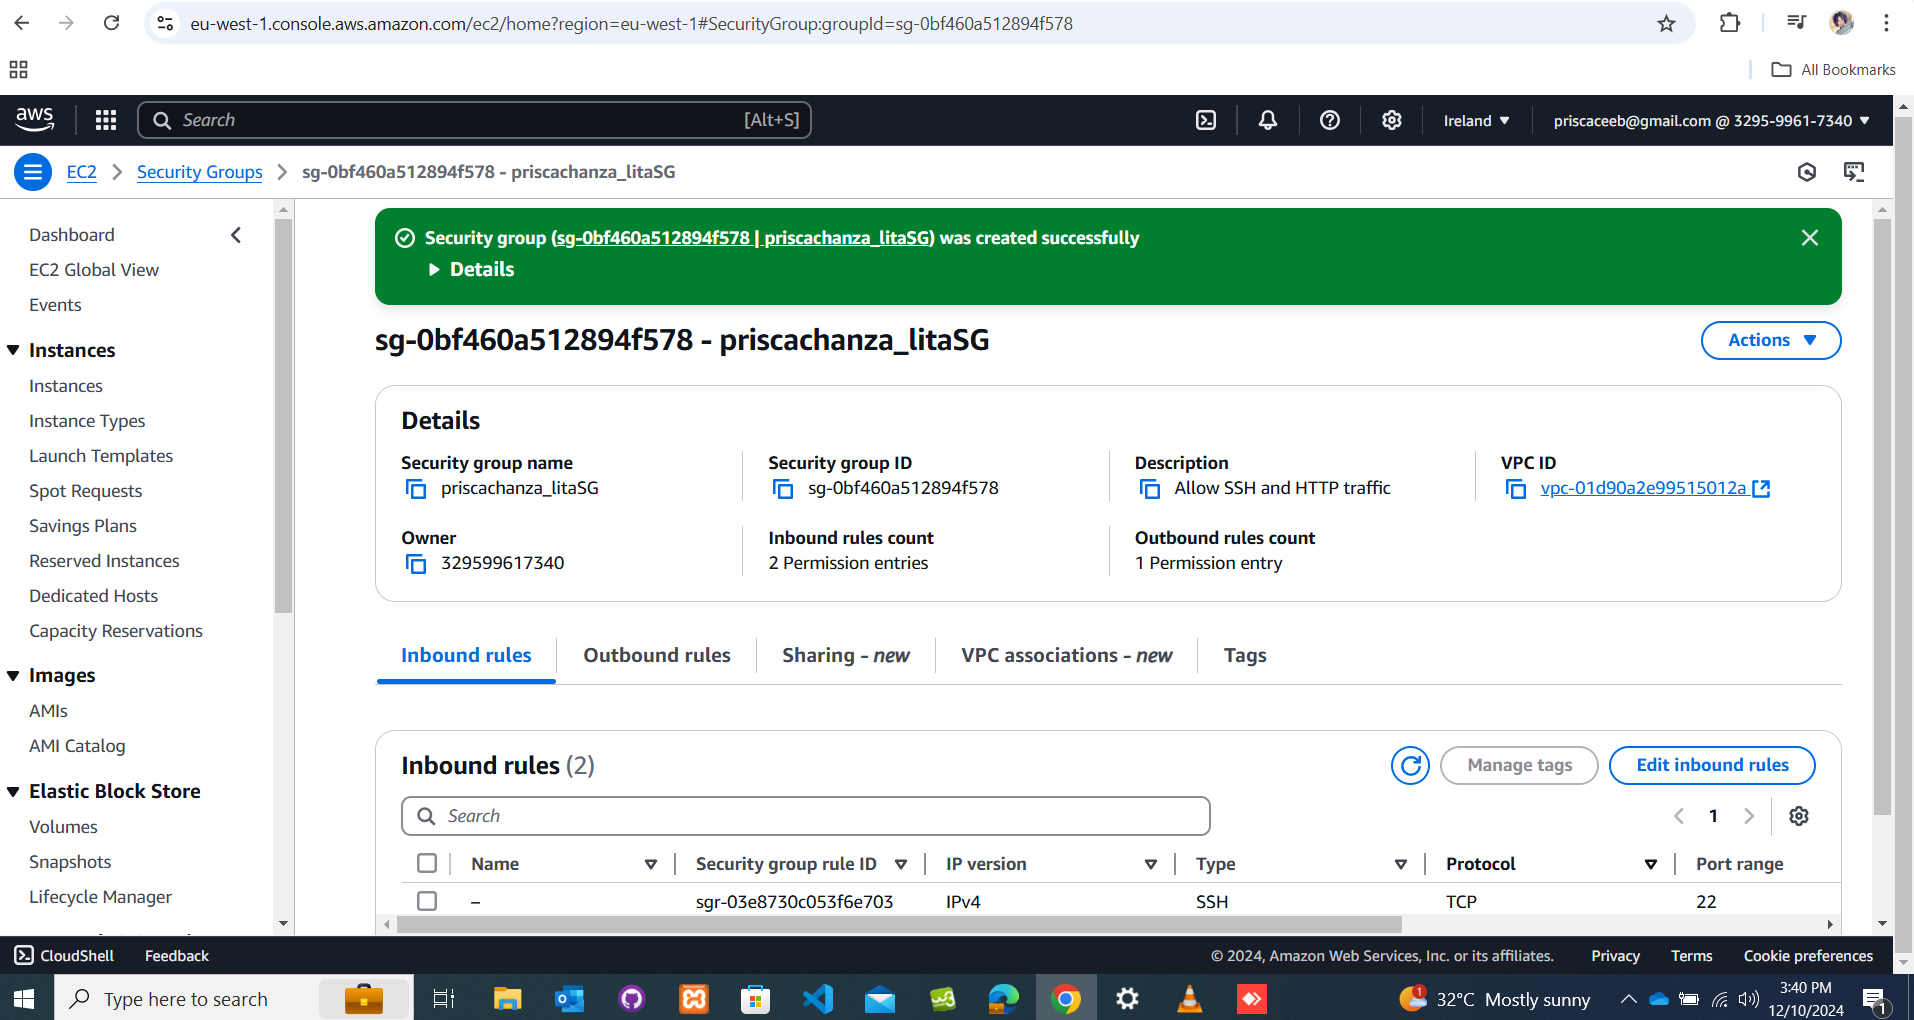 eu-west-1.console.aws.amazon.com/ec2/home?region=eu-west-1#SecurityGroup:groupId=sg-0bf460a512894f578
All Bookmarks
aws
Search
[Alt+S]
Ireland
priscaceeb@gmail.com @ 3295-9961-7340
EC2
Security Groups
sg-0bf460a512894f578 - priscachanza_litaSG
Dashboard
EC2 Global View
Events
Instances
Instances
Instance Types
Launch Templates
Spot Requests
Savings Plans
Reserved Instances
Dedicated Hosts
Capacity Reservations
Images
AMIs
AMI Catalog
Elastic Block Store
Volumes
Snapshots
Lifecycle Manager
Security group (sg-0bf460a512894f578 | priscachanza_litaSG) was created successfully
Details
sg-0bf460a512894f578 - priscachanza_litaSG
Actions
Details
Security group name
priscachanza_litaSG
Security group ID
sg-0bf460a512894f578
Description
Allow SSH and HTTP traffic
VPC ID
vpc-01d90a2e99515012a
Owner
329599617340
Inbound rules count
2 Permission entries
Outbound rules count
1 Permission entry
Inbound rules
Outbound rules
Sharing - new
VPC associations - new
Tags
Inbound rules (2)
Manage tags
Edit inbound rules
Search
1
Name
Security group rule ID
IP version
Type
Protocol
Port range
–
sgr-03e8730c053f6e703
IPv4
SSH
TCP
22
CloudShell
Feedback
© 2024, Amazon Web Services, Inc. or its affiliates.
Privacy
Terms
Cookie preferences
Type here to search
1
32°C Mostly sunny
3:40 PM
12/10/2024
1